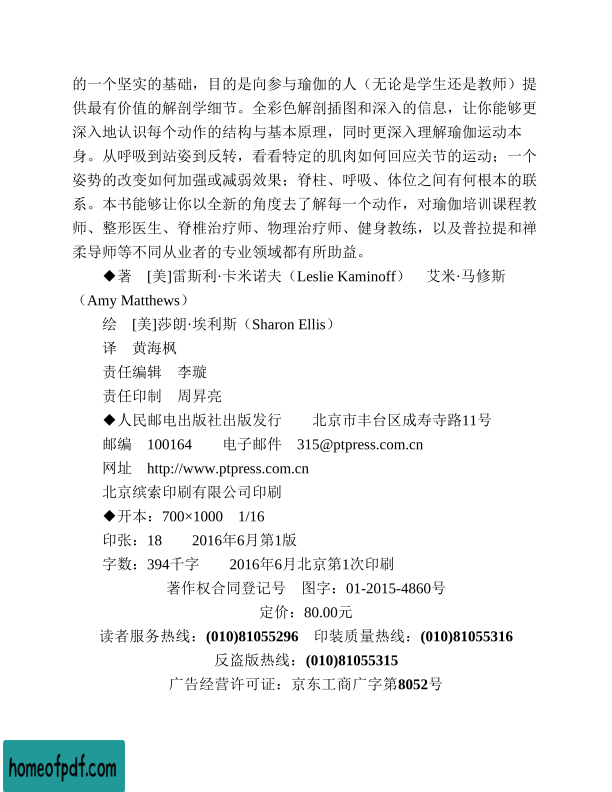 的一个坚实的基础，目的是向参与瑜伽的人（无论是学生还是教师）提
供最有价值的解剖学细节。全彩色解剖插图和深入的信息，让你能够更
深入地认识每个动作的结构与基本原理，同时更深入理解瑜伽运动本
身。从呼吸到站姿到反转，看看特定的肌肉如何回应关节的运动；一个
姿势的改变如何加强或减弱效果；脊柱、呼吸、体位之间有何根本的联
系。本书能够让你以全新的角度去了解每一个动作，对瑜伽培训课程教
师、整形医生、脊椎治疗师、物理治疗师、健身教练，以及普拉提和禅
柔导师等不同从业者的专业领域都有所助益。
◆著　[美]雷斯利·卡米诺夫（Leslie Kaminoff）　艾米·马修斯
（Amy Matthews）
绘　[美]莎朗·埃利斯（Sharon Ellis）
译　黄海枫
责任编辑　李璇
责任印制　周昇亮
◆人民邮电出版社出版发行　　北京市丰台区成寿寺路11号
邮编　100164　　电子邮件　315@ptpress.com.cn
网址　http://www.ptpress.com.cn
北京缤索印刷有限公司印刷
◆开本：700×1000　1/16
印张：18　　2016年6月第1版
字数：394千字　　2016年6月北京第1次印刷
著作权合同登记号　图字：01-2015-4860号
定价：80.00元
读者服务热线：(010)81055296　印装质量热线：(010)81055316
反盗版热线：(010)81055315
广告经营许可证：京东工商广字第8052号
homeofpdf.com